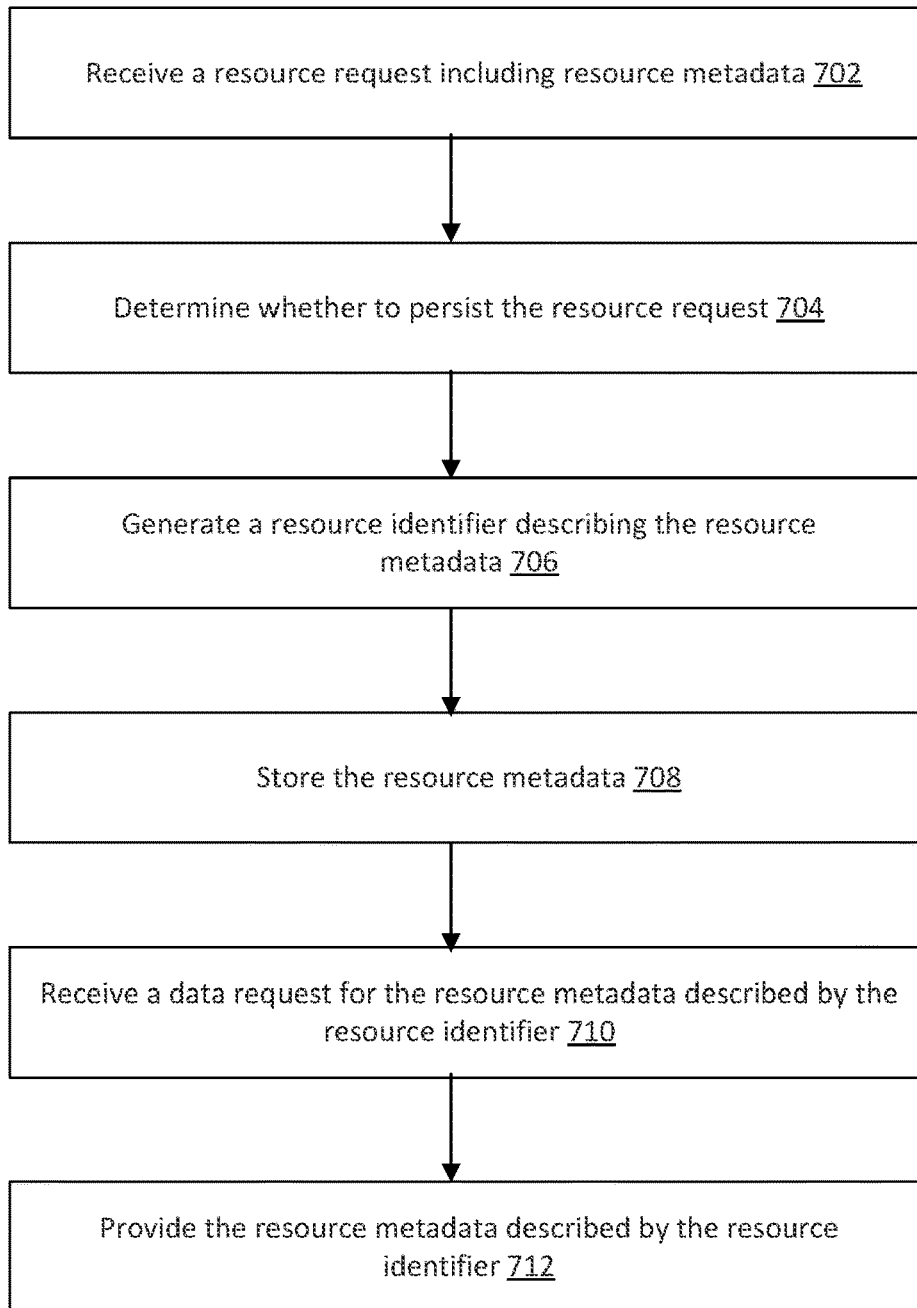 Receive a resource request including resource metadata 702
Determine whether to persist the resource request 704
Generate a resource identifier describing the resource
metadata 706
Store the resource metadata 708
Receive a data request for the resource metadata described by the
resource identifier 710
Provide the resource metadata described by the resource
identifier 712